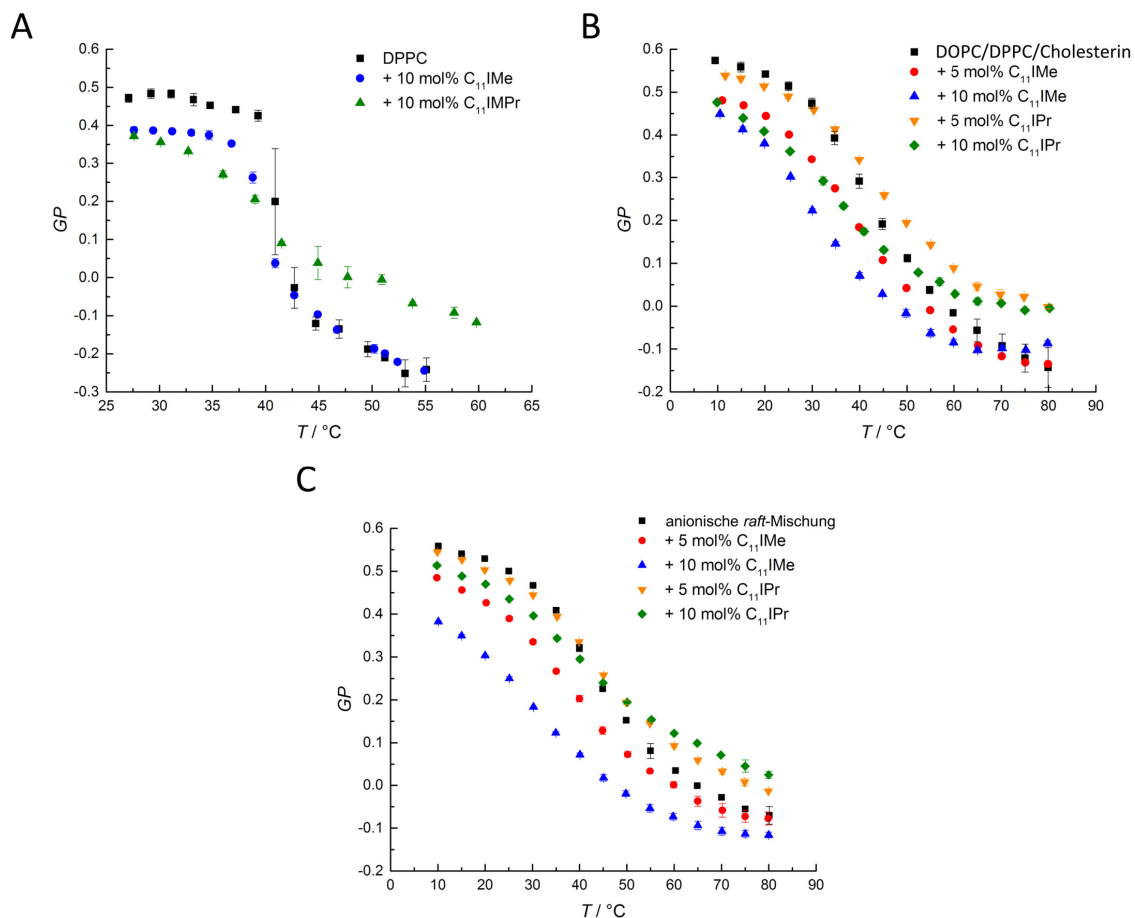 A
DPPC
+ 10 mol% C₁₁IMe
+ 10 mol% C₁₁IMPr
GP
0.6
0.5
0.4
0.3
0.2
0.1
0.0
-0.1
-0.2
-0.3
25 30 35 40 45 50 55 60 65
T / °C
B
DOPC/DPPC/Cholesterin
+ 5 mol% C₁₁IMe
+ 10 mol% C₁₁IMe
+ 5 mol% C₁₁IPr
+ 10 mol% C₁₁IPr
GP
0.6
0.5
0.4
0.3
0.2
0.1
0.0
-0.1
-0.2
0 10 20 30 40 50 60 70 80 90
T / °C
C
anionische raft-Mischung
+ 5 mol% C₁₁IMe
+ 10 mol% C₁₁IMe
+ 5 mol% C₁₁IPr
+ 10 mol% C₁₁IPr
GP
0.6
0.5
0.4
0.3
0.2
0.1
0.0
-0.1
-0.2
0 10 20 30 40 50 60 70 80 90
T / °C